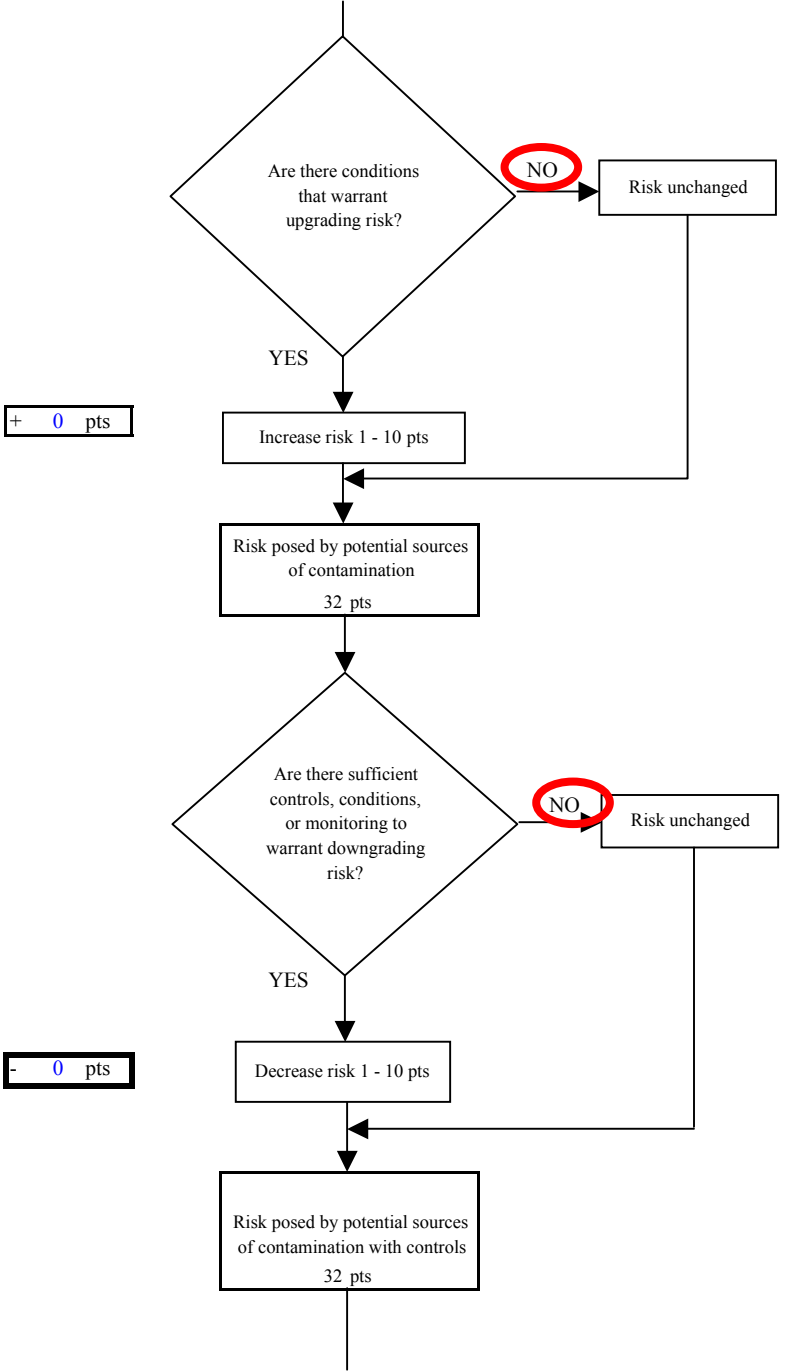 Are there conditions
that warrant
upgrading risk?
NO
Risk unchanged
YES
+ 0 pts
Increase risk 1 - 10 pts
Risk posed by potential sources
of contamination
32 pts
Are there sufficient
controls, conditions,
or monitoring to
warrant downgrading
risk?
NO
Risk unchanged
YES
- 0 pts
Decrease risk 1 - 10 pts
Risk posed by potential sources
of contamination with controls
32 pts